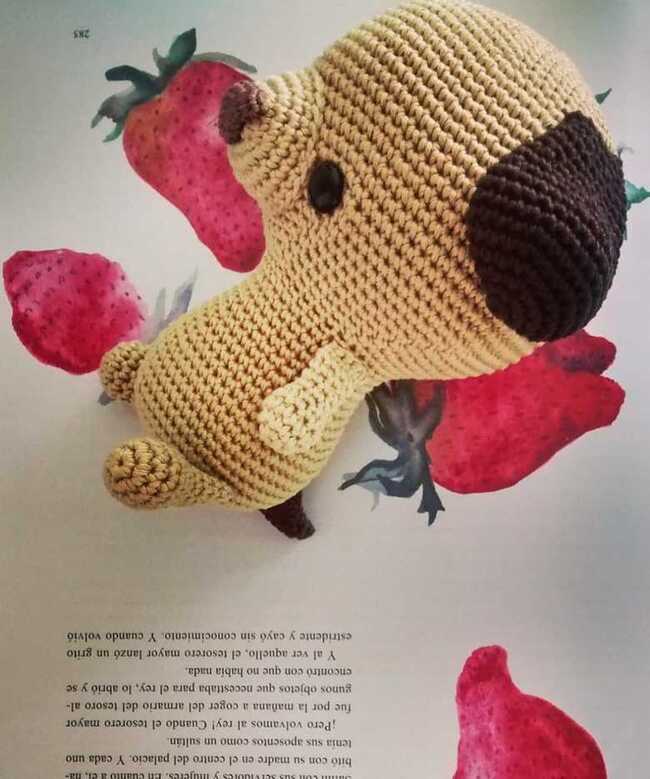 Samir con sus servidores y mujeres. En cuanto a él, ha-
bitó con su madre en el centro del palacio. Y cada uno
tenía sus aposentos como un sultán.
¡Pero volvamos al rey! Cuando el tesorero mayor
fue por la mañana a coger del armario del tesoro al-
gunos objetos que necesitaba para el rey, lo abrió y se
encontró con que no había nada.
Y al ver aquello, el tesorero mayor lanzó un grito
estridente y cayó sin conocimiento. Y cuando volvió
285